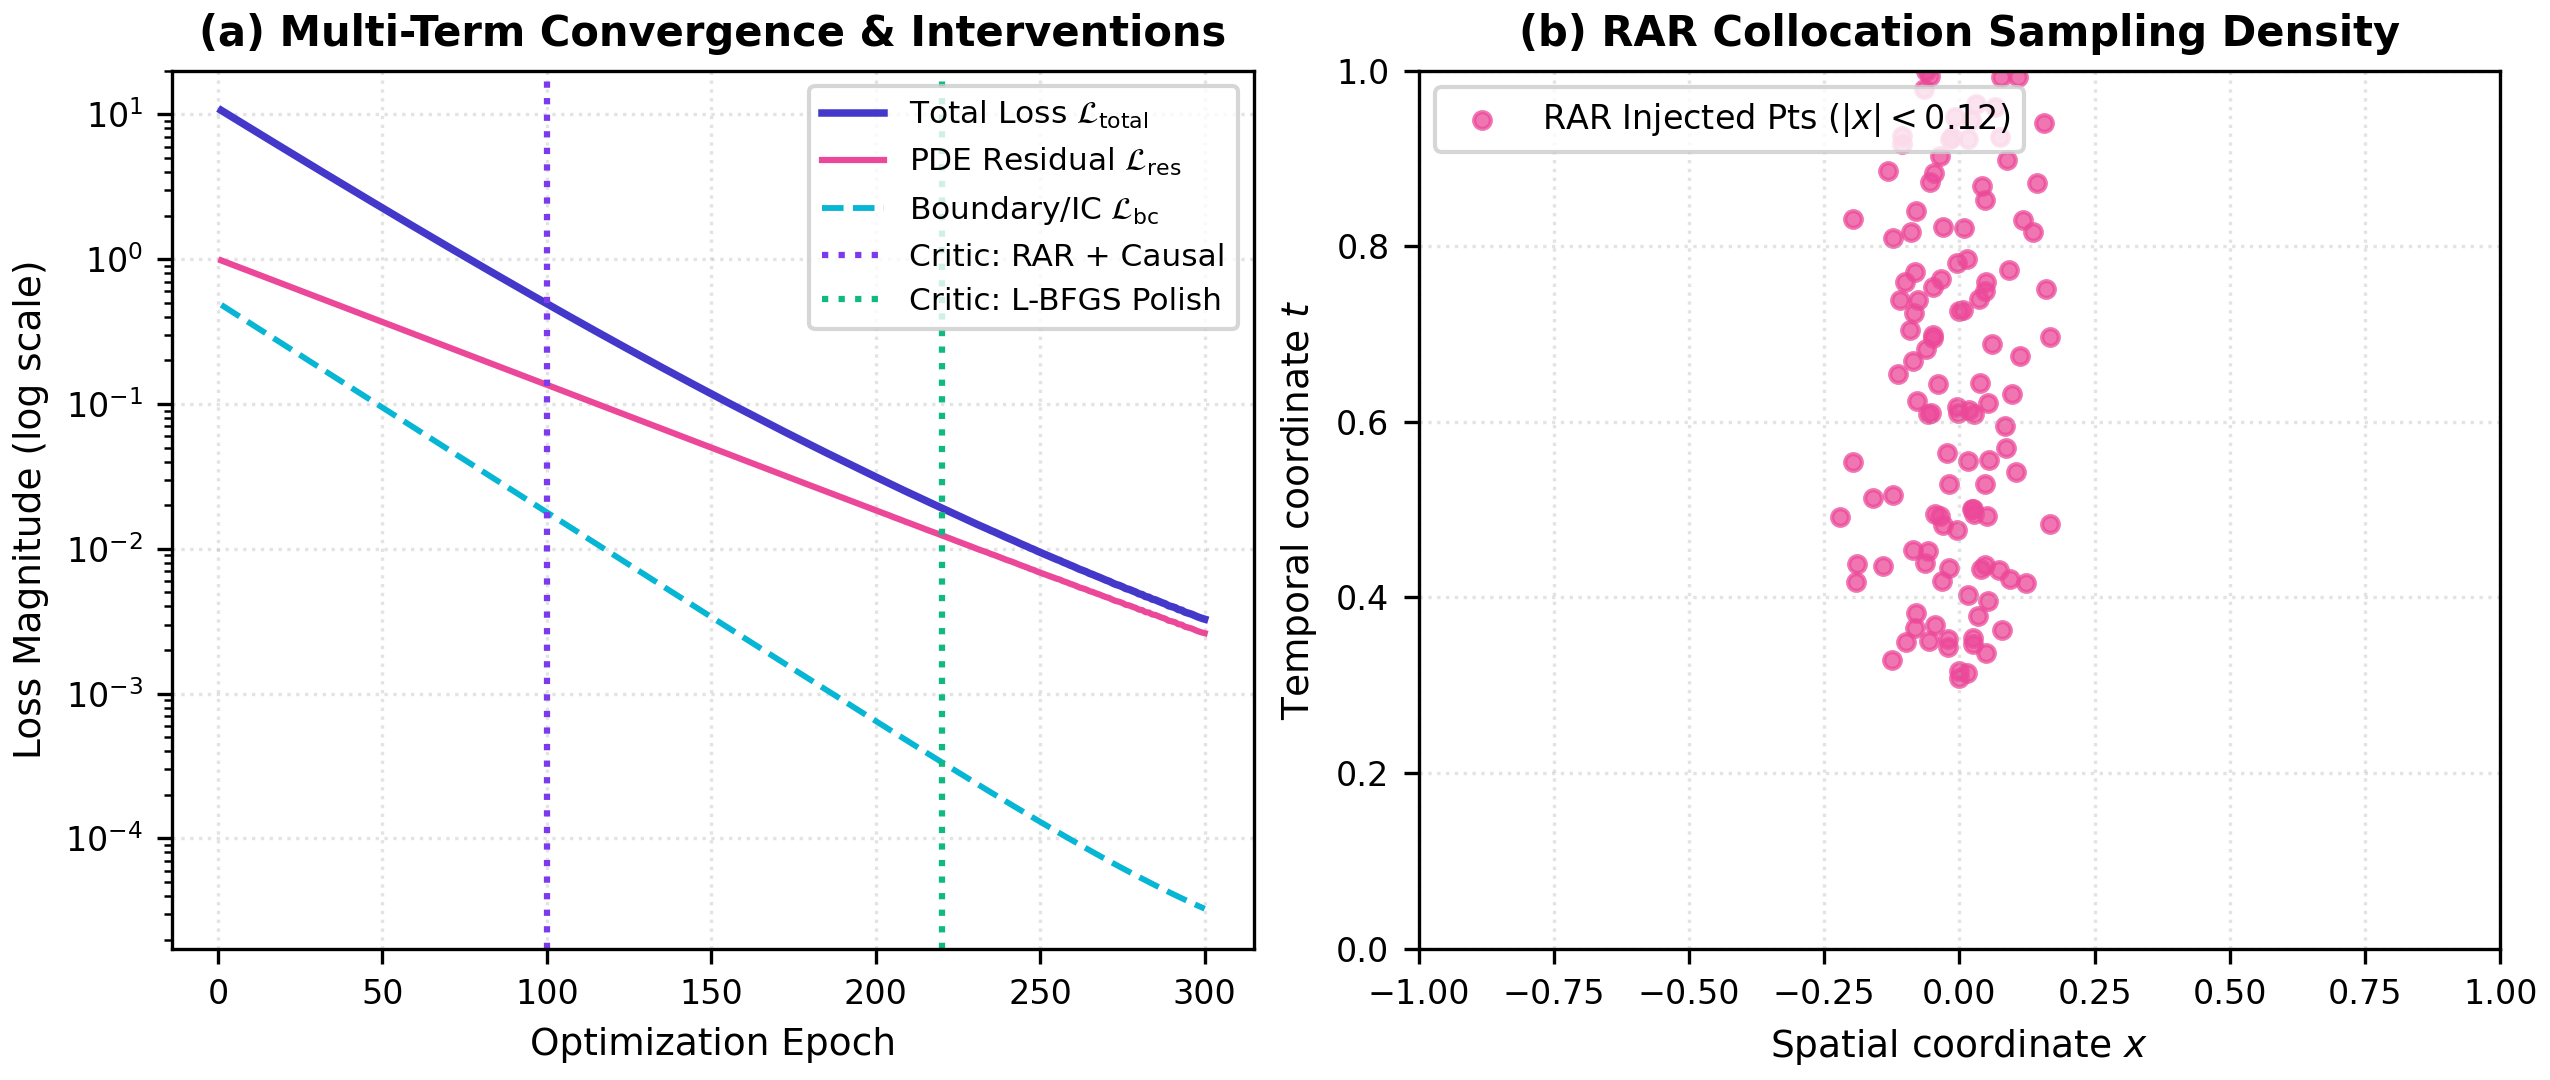 (a) Multi-Term Convergence & Interventions
Loss Magnitude (log scale)
10¹
10⁰
10⁻¹
10⁻²
10⁻³
10⁻⁴
Total Loss ℒ_total
PDE Residual ℒ_res
Boundary/IC ℒ_bc
Critic: RAR + Causal
Critic: L-BFGS Polish
0 50 100 150 200 250 300
Optimization Epoch
(b) RAR Collocation Sampling Density
Temporal coordinate t
1.0
0.8
0.6
0.4
0.2
0.0
RAR Injected Pts (|x| < 0.12)
−1.00 −0.75 −0.50 −0.25 0.00 0.25 0.50 0.75 1.00
Spatial coordinate x